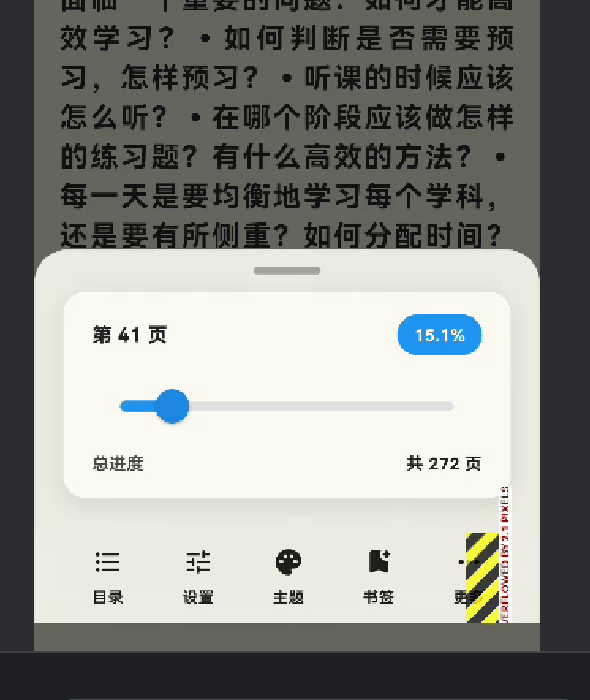 面临一个重要的问题：如何才能高
效学习？ • 如何判断是否需要预
习，怎样预习？ • 听课的时候应该
怎么听？ • 在哪个阶段应该做怎样
的练习题？有什么高效的方法？ •
每一天是要均衡地学习每个学科，
还是要有所侧重？如何分配时间？
第 41 页
15.1%
总进度
共 272 页
目录
设置
主题
书签
更多
OVERFLOWED BY 2.1 PIXELS